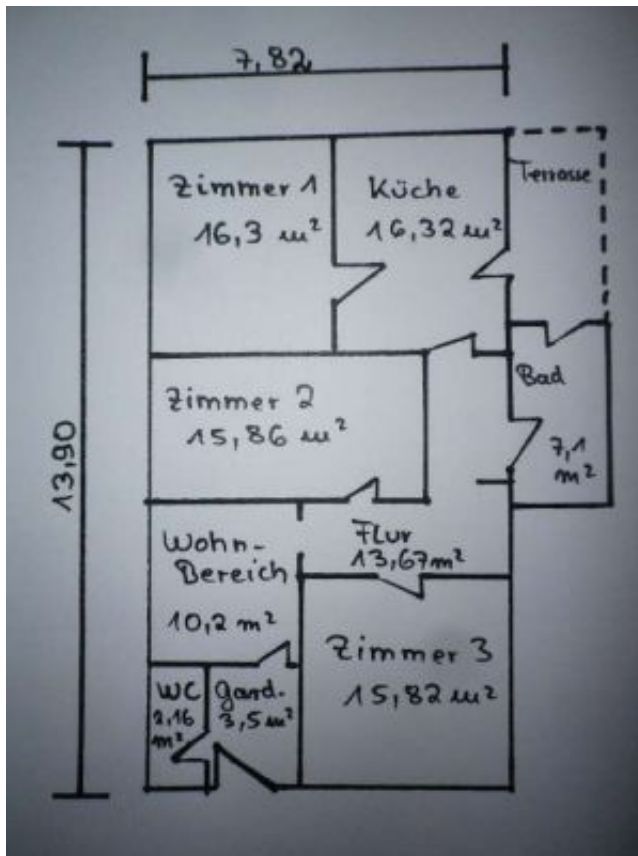 7,82
Zimmer 1
16,3 m²
Küche
16,32 m²
Terrasse
Zimmer 2
15,86 m²
Bad
7,1
m²
13,90
Wohn-
Bereich
10,2 m²
Flur
13,67m²
Zimmer 3
15,82 m²
WC
2,16
m²
Gard.
3,5 m²